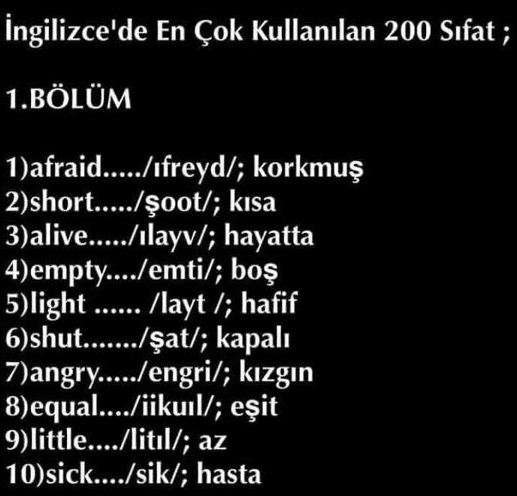 İngilizce'de En Çok Kullanılan 200 Sıfat ;
1.BÖLÜM
1)afraid...../ıfreyd/; korkmuş
2)short...../şoot/; kısa
3)alive...../ılayv/; hayatta
4)empty..../emti/; boş
5)light ...... /layt /; hafif
6)shut......./şat/; kapalı
7)angry...../engri/; kızgın
8)equal..../iikuıl/; eşit
9)little..../litıl/; az
10)sick..../sik/; hasta